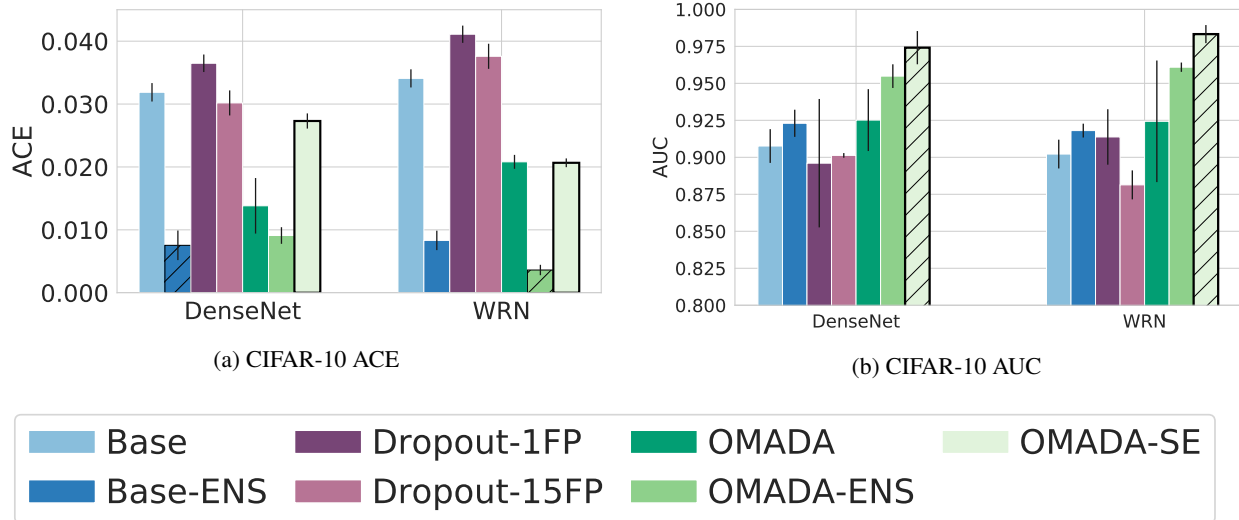 ACE
0.040
0.030
0.020
0.010
0.000
DenseNet WRN
(a) CIFAR-10 ACE
AUC
1.000
0.975
0.950
0.925
0.900
0.875
0.850
0.825
0.800
DenseNet WRN
(b) CIFAR-10 AUC
Base Dropout-1FP OMADA OMADA-SE
Base-ENS Dropout-15FP OMADA-ENS